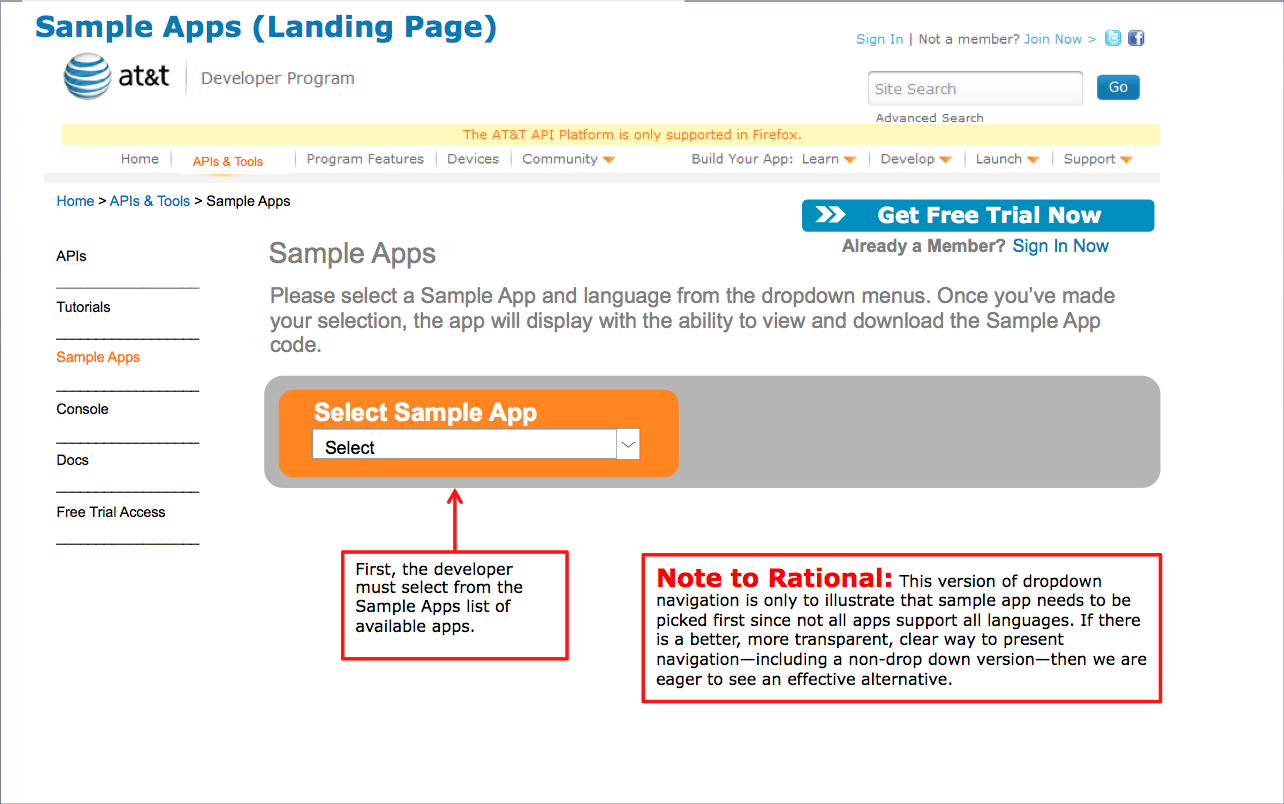 Sample Apps (Landing Page)
Sign In | Not a member? Join Now >
at&t Developer Program
Site Search Go
Advanced Search
The AT&T API Platform is only supported in Firefox.
Home APIs & Tools Program Features Devices Community Build Your App: Learn Develop Launch Support
Home > APIs & Tools > Sample Apps
Get Free Trial Now
Already a Member? Sign In Now
APIs
Tutorials
Sample Apps
Console
Docs
Free Trial Access
Sample Apps
Please select a Sample App and language from the dropdown menus. Once you’ve made
your selection, the app will display with the ability to view and download the Sample App
code.
Select Sample App
Select
First, the developer
must select from the
Sample Apps list of
available apps.
Note to Rational: This version of dropdown
navigation is only to illustrate that sample app needs to be
picked first since not all apps support all languages. If there
is a better, more transparent, clear way to present
navigation—including a non-drop down version—then we are
eager to see an effective alternative.